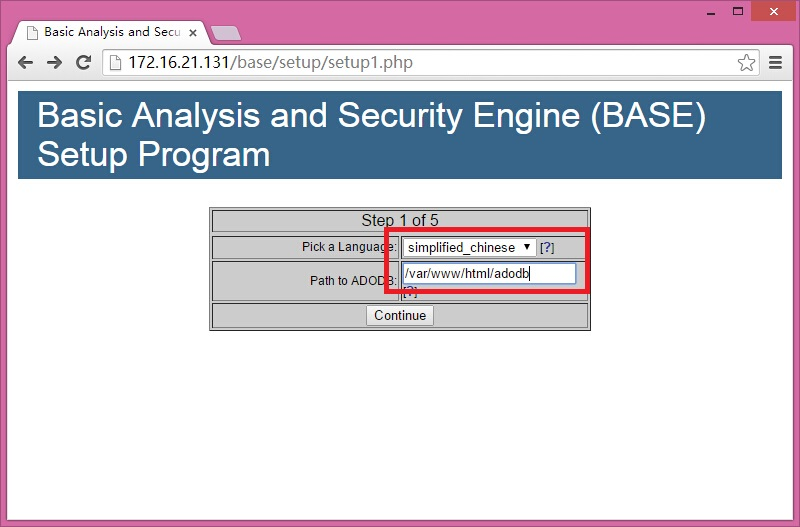 Basic Analysis and Secu
172.16.21.131/base/setup/setup1.php
Basic Analysis and Security Engine (BASE)
Setup Program
Step 1 of 5
Pick a Language: simplified_chinese [?]
Path to ADODB: /var/www/html/adodb
[?]
Continue